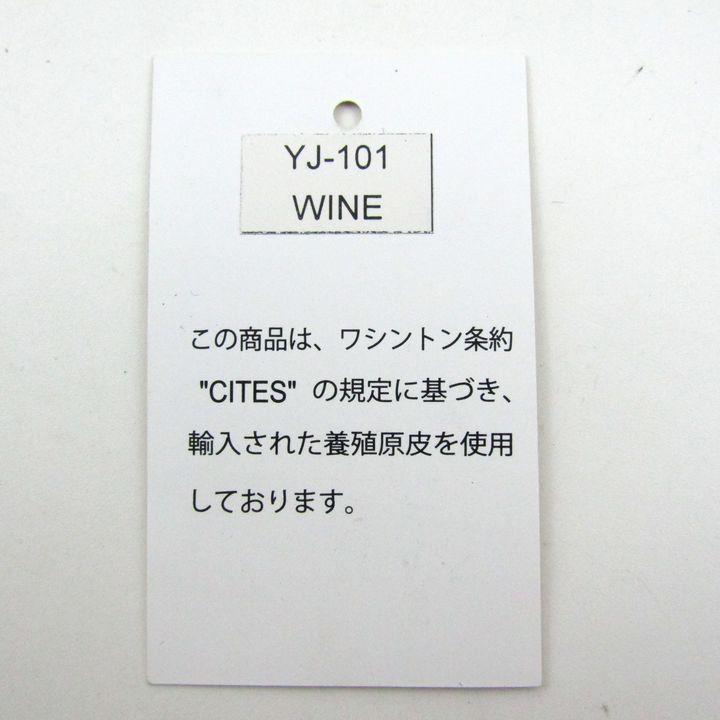 YJ-101
WINE
この商品は、ワシントン条約
"CITES" の規定に基づき、
輸入された養殖原皮を使用
しております。